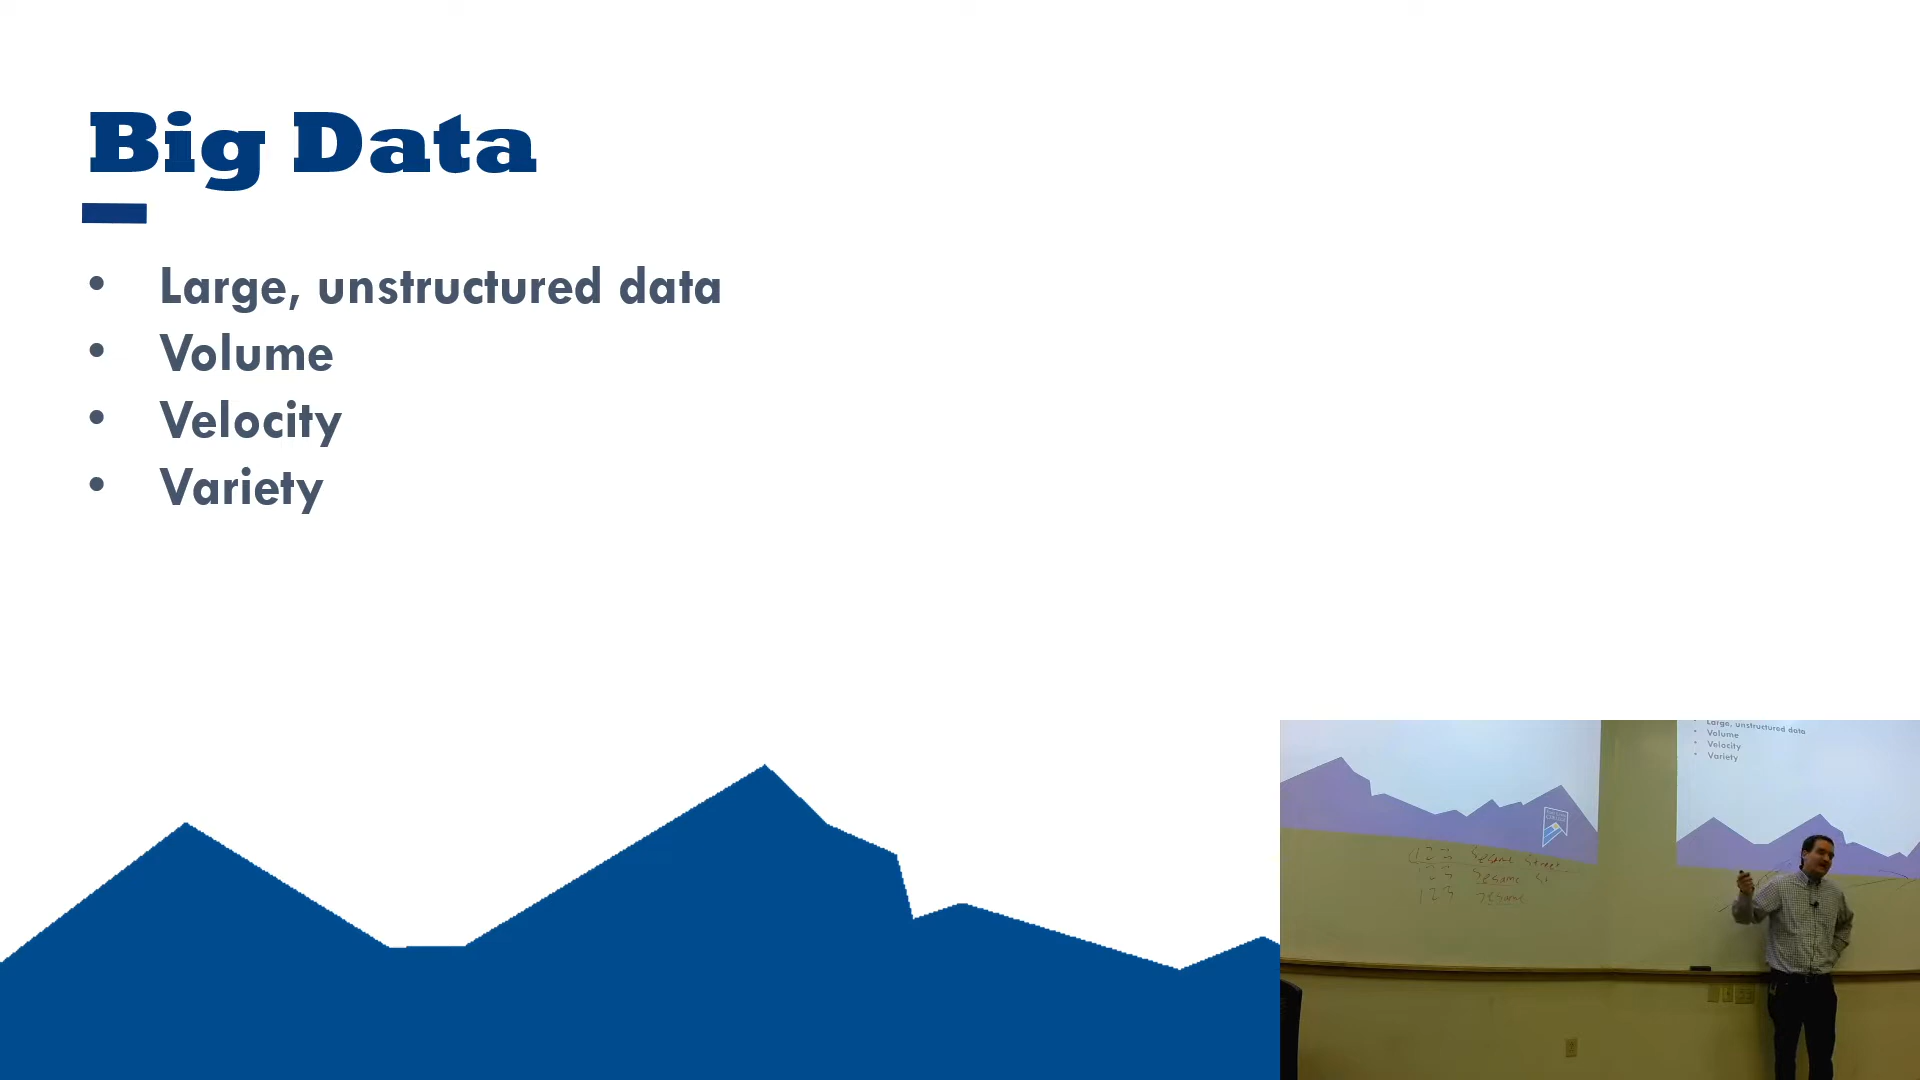 Big Data
• Large, unstructured data
• Volume
• Velocity
• Variety
Large, unstructured data
• Volume
• Velocity
• Variety
123 Sesame Street
123 Sesame St
123 Sesame